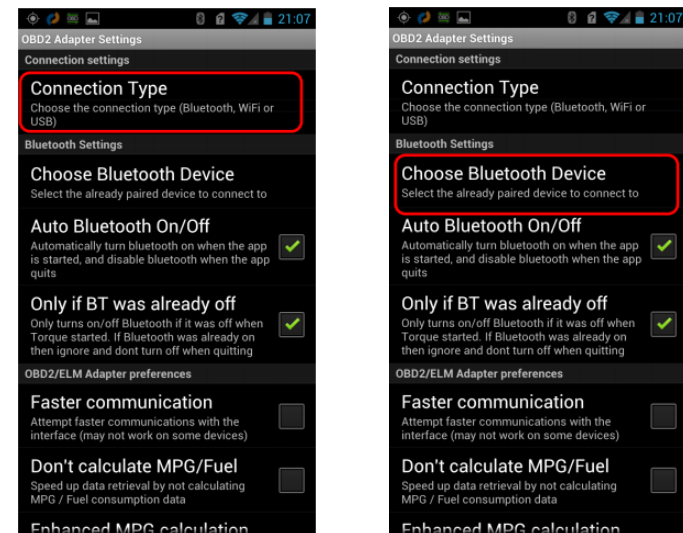 21:07
OBD2 Adapter Settings
Connection settings
Connection Type
Choose the connection type (Bluetooth, WiFi or
USB)
Bluetooth Settings
Choose Bluetooth Device
Select the already paired device to connect to
Auto Bluetooth On/Off
Automatically turn bluetooth on when the app
is started, and disable bluetooth when the app
quits
Only if BT was already off
Only turns on/off Bluetooth if it was off when
Torque started. If Bluetooth was already on
then ignore and dont turn off when quitting
OBD2/ELM Adapter preferences
Faster communication
Attempt faster communications with the
interface (may not work on some devices)
Don't calculate MPG/Fuel
Speed up data retrieval by not calculating
MPG / Fuel consumption data
Enhanced MPG calculation
21:07
OBD2 Adapter Settings
Connection settings
Connection Type
Choose the connection type (Bluetooth, WiFi or
USB)
Bluetooth Settings
Choose Bluetooth Device
Select the already paired device to connect to
Auto Bluetooth On/Off
Automatically turn bluetooth on when the app
is started, and disable bluetooth when the app
quits
Only if BT was already off
Only turns on/off Bluetooth if it was off when
Torque started. If Bluetooth was already on
then ignore and dont turn off when quitting
OBD2/ELM Adapter preferences
Faster communication
Attempt faster communications with the
interface (may not work on some devices)
Don't calculate MPG/Fuel
Speed up data retrieval by not calculating
MPG / Fuel consumption data
Enhanced MPG calculation